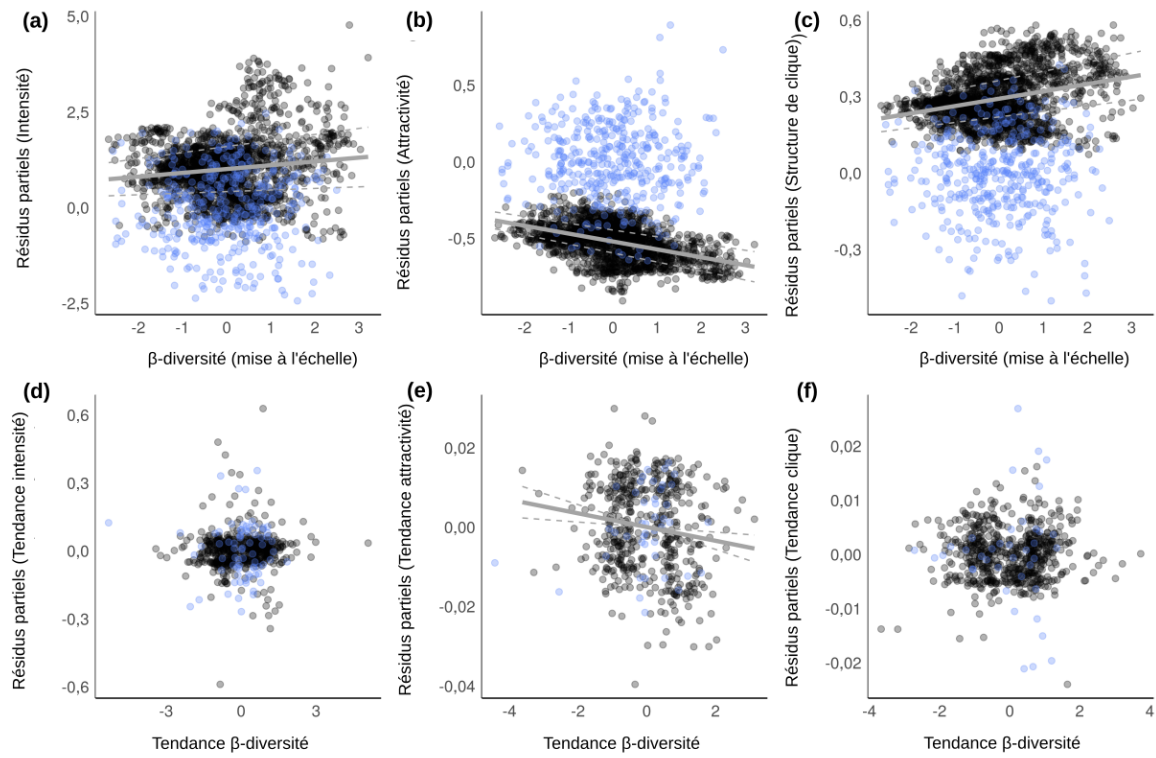 (a)
Résidus partiels (Intensité)
5,0
2,5
0,0
-2,5
-2 -1 0 1 2 3
β-diversité (mise à l'échelle)
(b)
Résidus partiels (Attractivité)
0,5
0,0
-0,5
-2 -1 0 1 2 3
β-diversité (mise à l'échelle)
(c)
Résidus partiels (Structure de clique)
0,6
0,3
0,0
-0,3
-2 -1 0 1 2 3
β-diversité (mise à l'échelle)
(d)
Résidus partiels (Tendance intensité)
0,6
0,3
0,0
-0,3
-0,6
-3 0 3
Tendance β-diversité
(e)
Résidus partiels (Tendance attractivité)
0,02
0,00
-0,02
-0,04
-4 -2 0 2
Tendance β-diversité
(f)
Résidus partiels (Tendance clique)
0,02
0,01
0,00
-0,01
-0,02
-4 -2 0 2 4
Tendance β-diversité